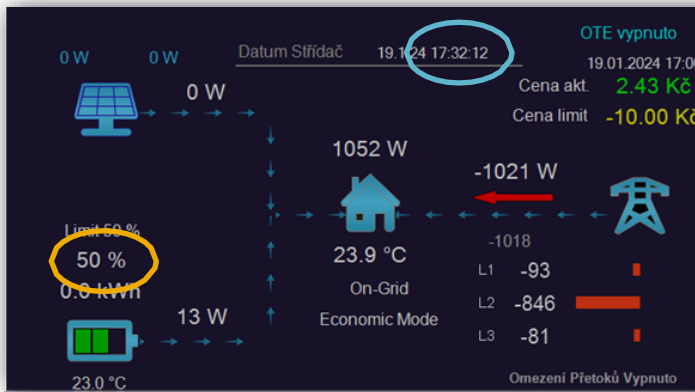 OTE vypnuto
0 W 0 W Datum Střídač 19.1.24 17:32:12
19.01.2024 17:00
Cena akt. 2.43 Kč
0 W
Cena limit -10.00 Kč
1052 W
-1021 W
Limit 50 %
50 %
-1018
23.9 °C
L1 -93
0.0 kWh
On-Grid
L2 -846
13 W
Economic Mode
L3 -81
23.0 °C
Omezení Přetoků Vypnuto